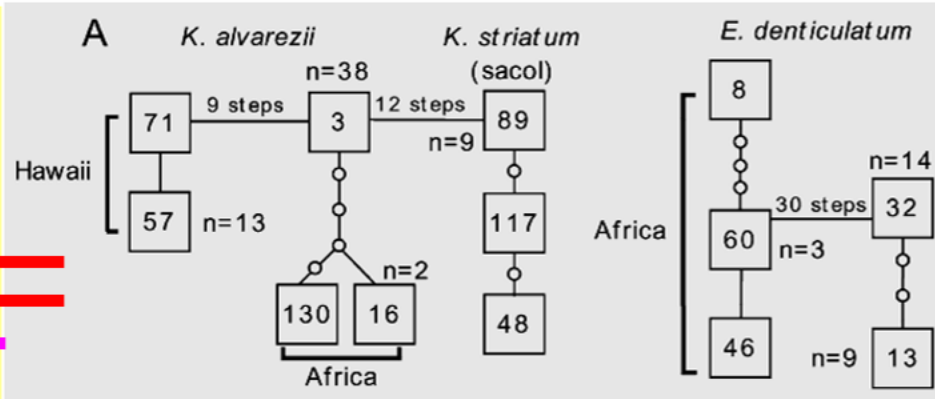 A
K. alvarezii
K. striatum
(sacol)
E. denticulatum
n=38
71
9 steps
3
12 steps
89
n=9
Hawaii
57
n=13
117
130
16
n=2
48
Africa
8
n=14
Africa
60
30 steps
32
n=3
46
n=9
13